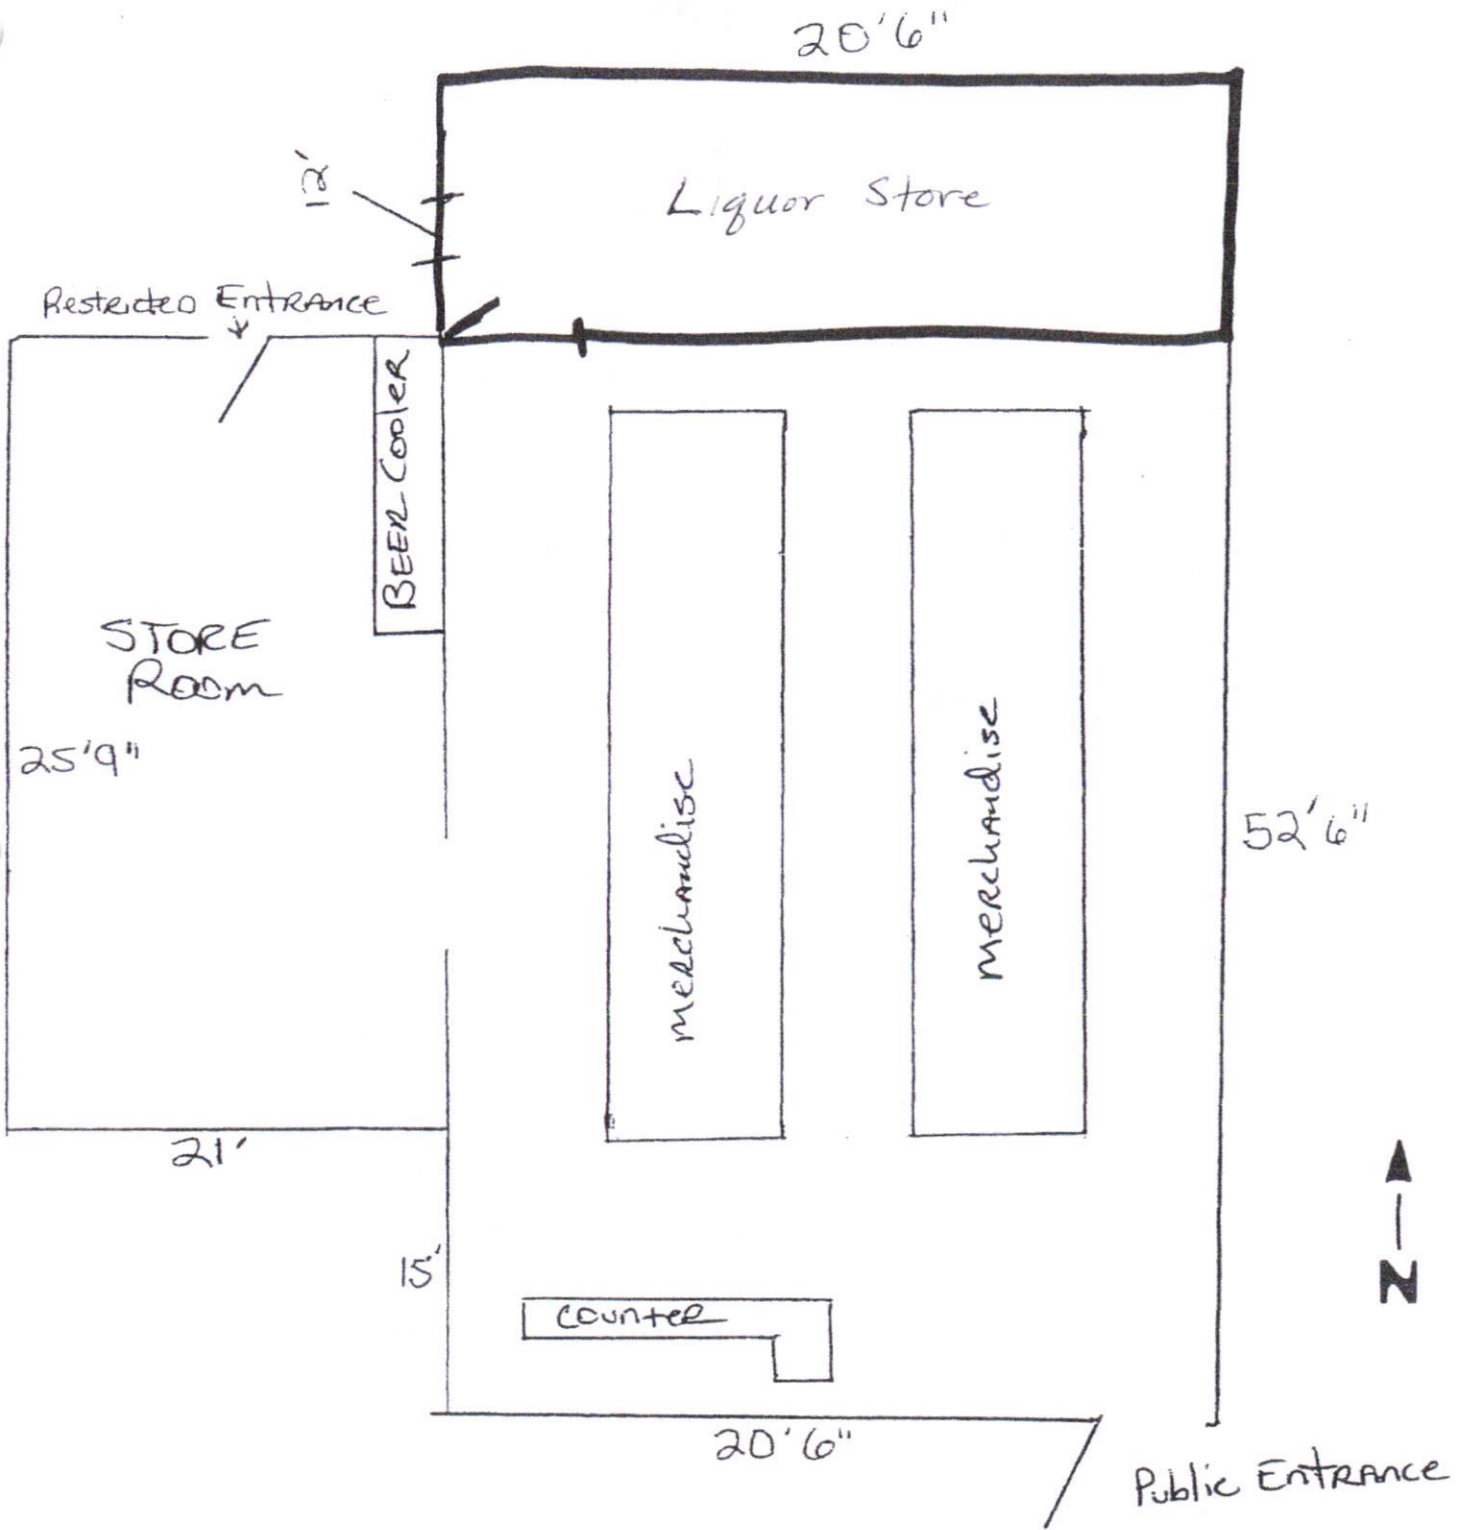 20'6"
12'
Liquor Store
Restricted Entrance
BEER Cooler
STORE
Room
25'9"
merchandise
merchandise
52'6"
21'
15'
counter
N
20'6"
Public Entrance